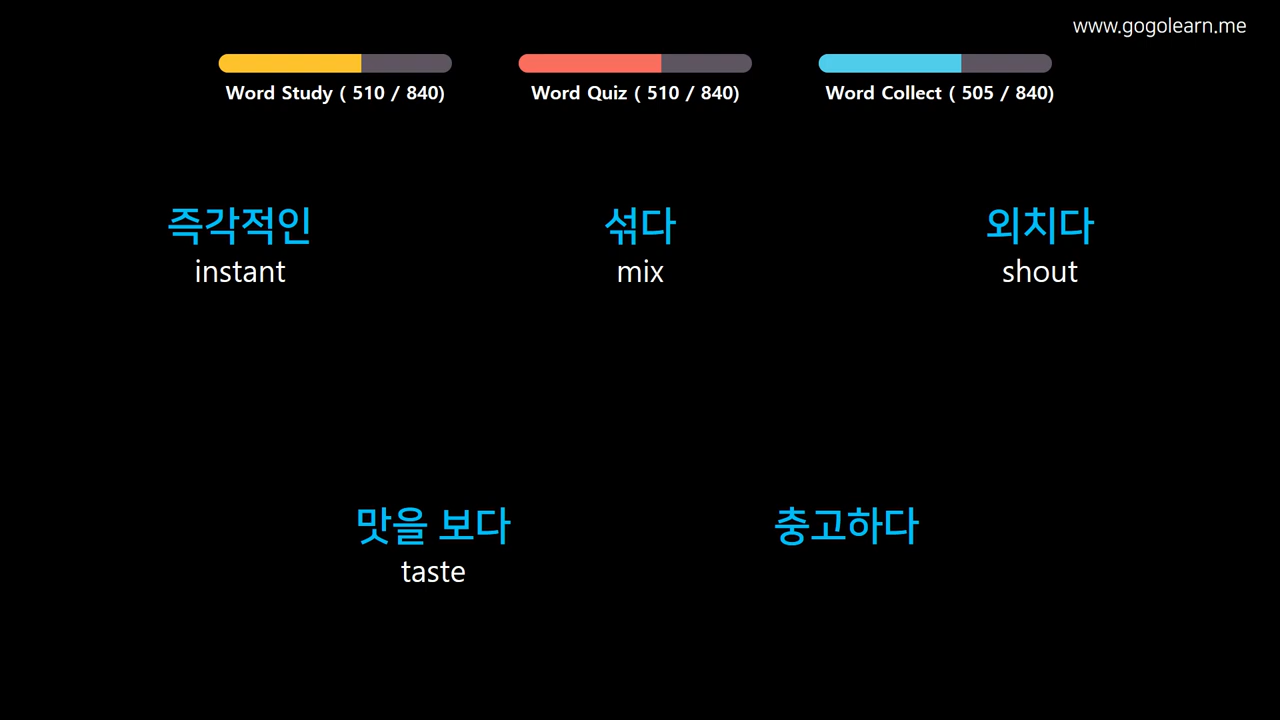 www.gogolearn.me
Word Study ( 510 / 840)
Word Quiz ( 510 / 840)
Word Collect ( 505 / 840)
즉각적인
instant
섞다
mix
외치다
shout
맛을 보다
taste
충고하다